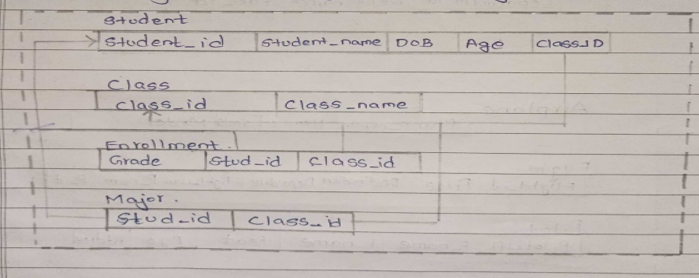 Student
Student_id Student_name DOB Age ClassID
Class
class_id Class_name
Enrollment.
Grade Stud_id Class_id
Major.
Stud_id Class_id